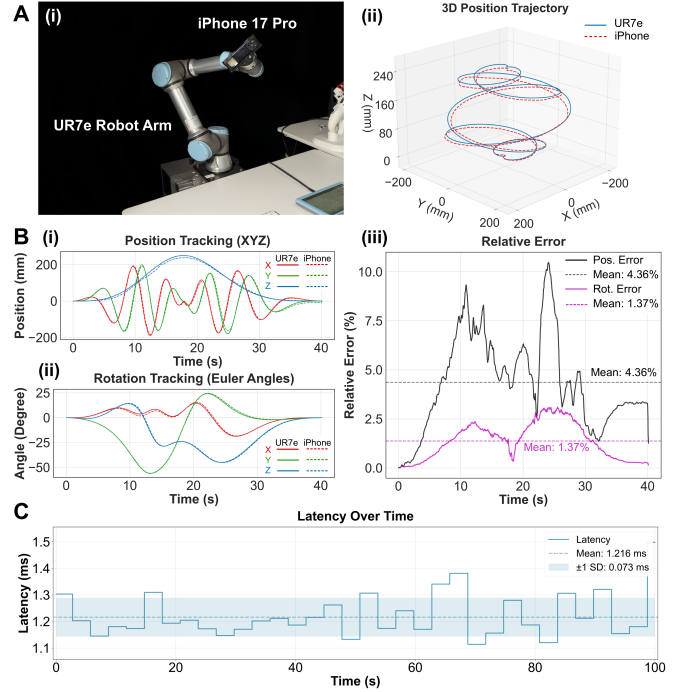 A
(i)
iPhone 17 Pro
UR7e Robot Arm
(ii)
3D Position Trajectory
UR7e
iPhone
240
160
80
0
Z (mm)
−200
0
200
Y (mm)
200
0
−200
X (mm)
B
(i)
Position Tracking (XYZ)
UR7e iPhone
X
Y
Z
200
0
−200
Position (mm)
0 10 20 30 40
Time (s)
(ii)
Rotation Tracking (Euler Angles)
25
0
−25
−50
Angle (Degree)
UR7e iPhone
X
Y
Z
0 10 20 30 40
Time (s)
(iii)
Relative Error
Pos. Error
Mean: 4.36%
Rot. Error
Mean: 1.37%
10.0
7.5
5.0
2.5
0.0
Relative Error (%)
Mean: 4.36%
Mean: 1.37%
0 10 20 30 40
Time (s)
C
Latency Over Time
1.5
1.4
1.3
1.2
1.1
Latency (ms)
Latency
Mean: 1.216 ms
±1 SD: 0.073 ms
0 20 40 60 80 100
Time (s)